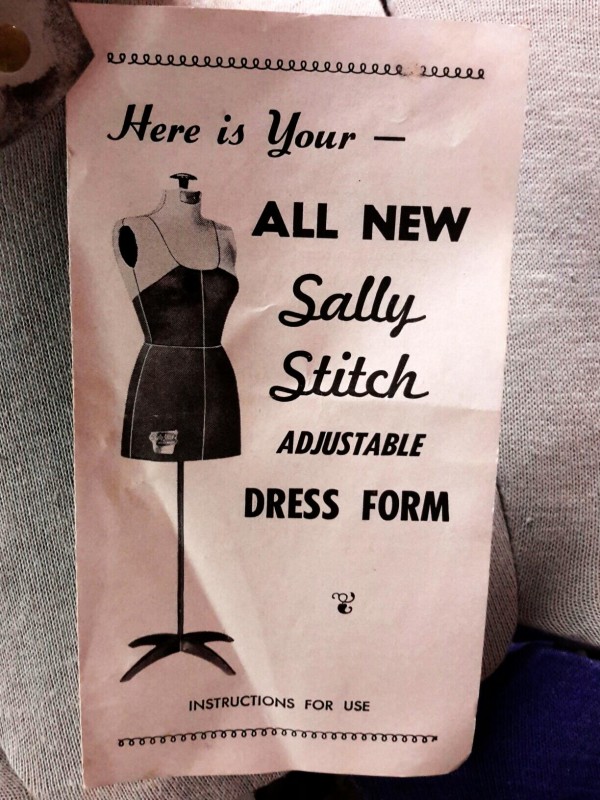 Here is Your —
ALL NEW
Sally
Stitch
ADJUSTABLE
DRESS FORM
INSTRUCTIONS FOR USE